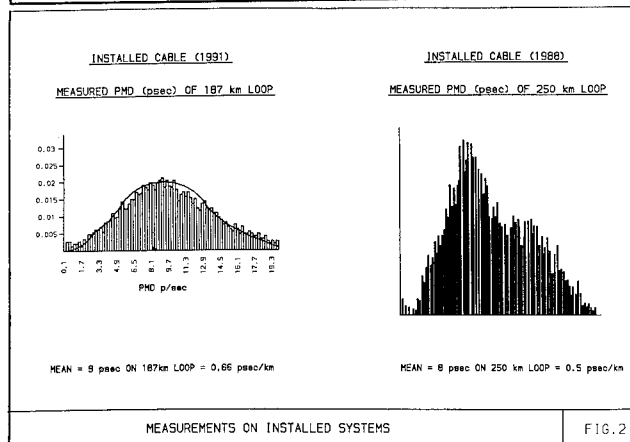 INSTALLED CABLE (1991)
MEASURED PMD (psec) OF 187 km LOOP
0.03
0.025
0.02
0.015
0.01
0.005
0.1 1.7 3.3 4.9 6.5 8.1 9.7 11.3 12.9 14.5 16.1 17.7 19.3
PMD p/sec
MEAN = 9 psec ON 187km LOOP = 0.66 psec/km
INSTALLED CABLE (1988)
MEASURED PMD (psec) OF 250 km LOOP
MEAN = 8 psec ON 250 km LOOP = 0.5 psec/km
MEASUREMENTS ON INSTALLED SYSTEMS
FIG.2